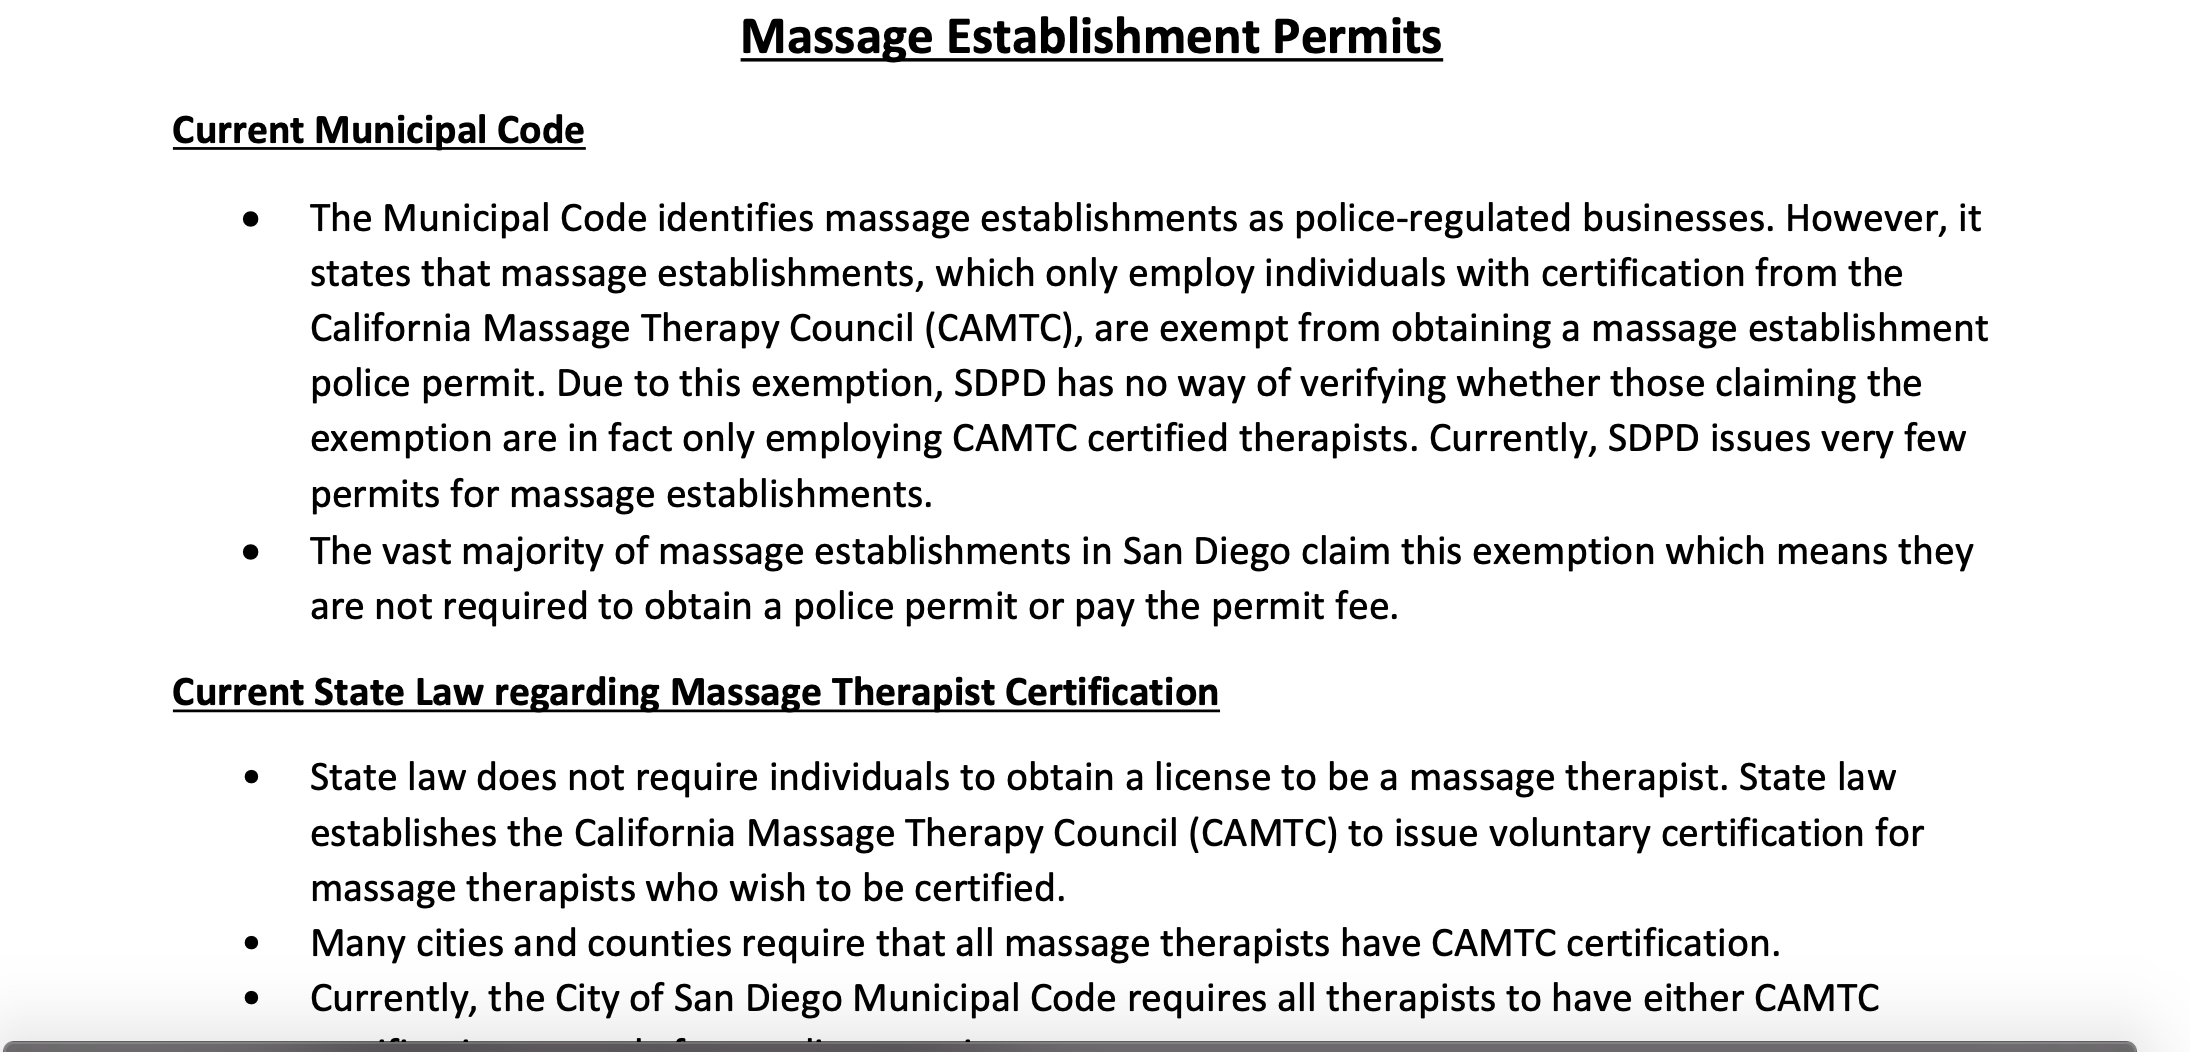 Massage Establishment Permits
Current Municipal Code
• The Municipal Code identifies massage establishments as police-regulated businesses. However, it
states that massage establishments, which only employ individuals with certification from the
California Massage Therapy Council (CAMTC), are exempt from obtaining a massage establishment
police permit. Due to this exemption, SDPD has no way of verifying whether those claiming the
exemption are in fact only employing CAMTC certified therapists. Currently, SDPD issues very few
permits for massage establishments.
• The vast majority of massage establishments in San Diego claim this exemption which means they
are not required to obtain a police permit or pay the permit fee.
Current State Law regarding Massage Therapist Certification
• State law does not require individuals to obtain a license to be a massage therapist. State law
establishes the California Massage Therapy Council (CAMTC) to issue voluntary certification for
massage therapists who wish to be certified.
• Many cities and counties require that all massage therapists have CAMTC certification.
• Currently, the City of San Diego Municipal Code requires all therapists to have either CAMTC